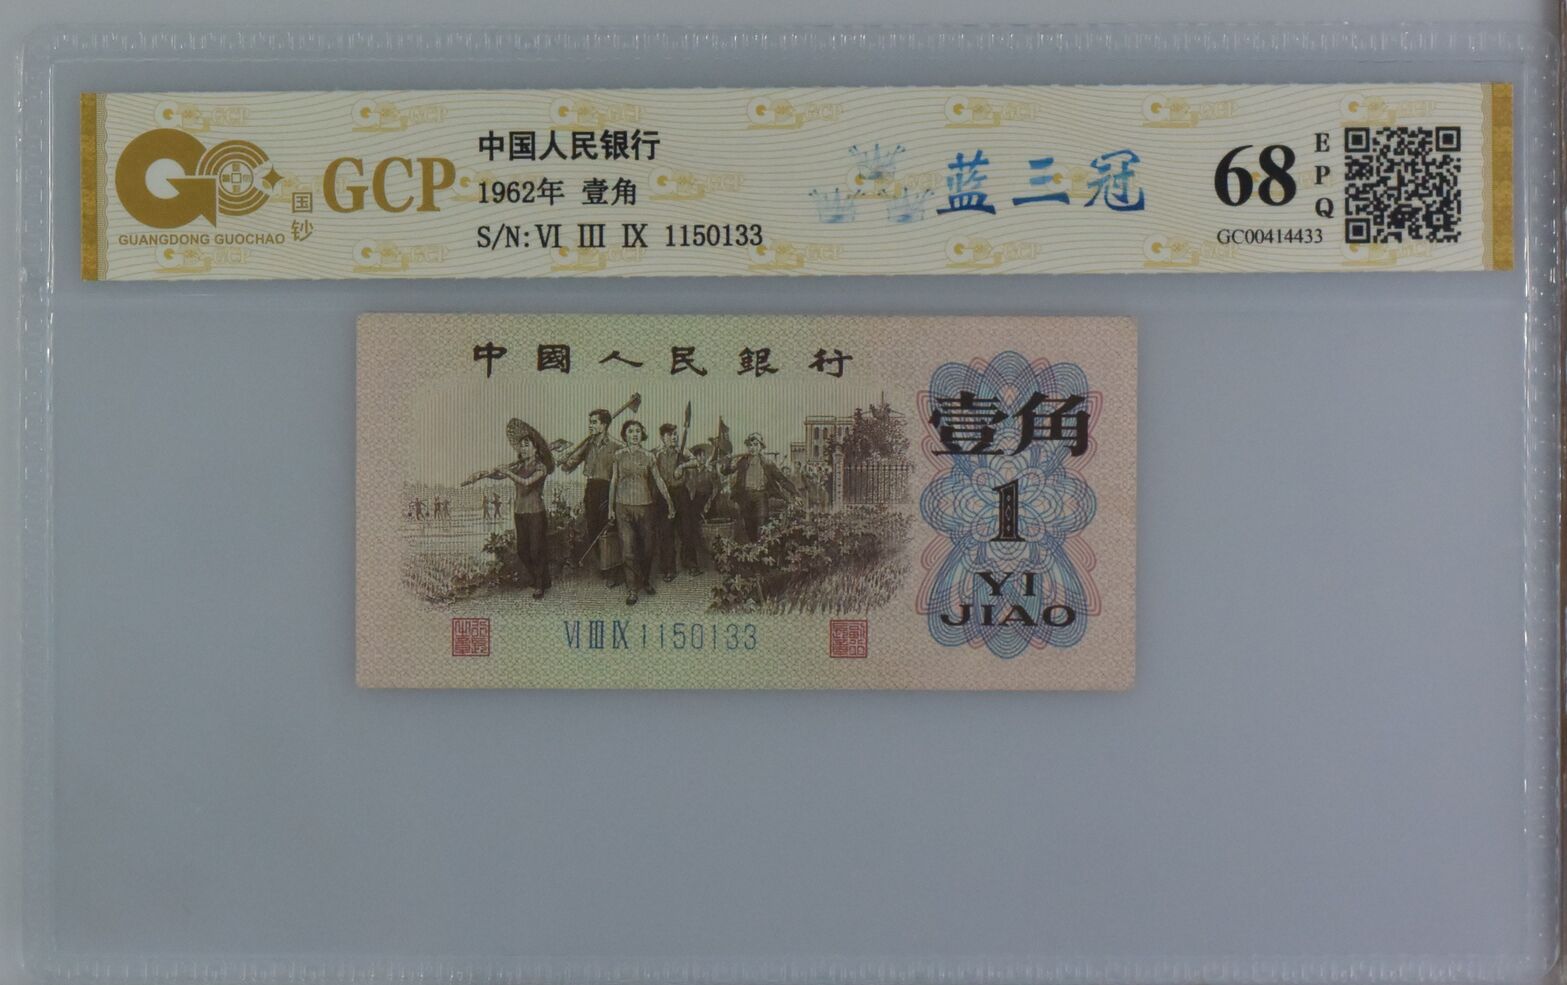 GCP
国钞
GUANGDONG GUOCHAO
中国人民银行
1962年 壹角
S/N: VI III IX 1150133
蓝三冠
68
EPQ
GC00414433
中國人民銀行
壹角
1
YI
JIAO
VI III IX 1150133